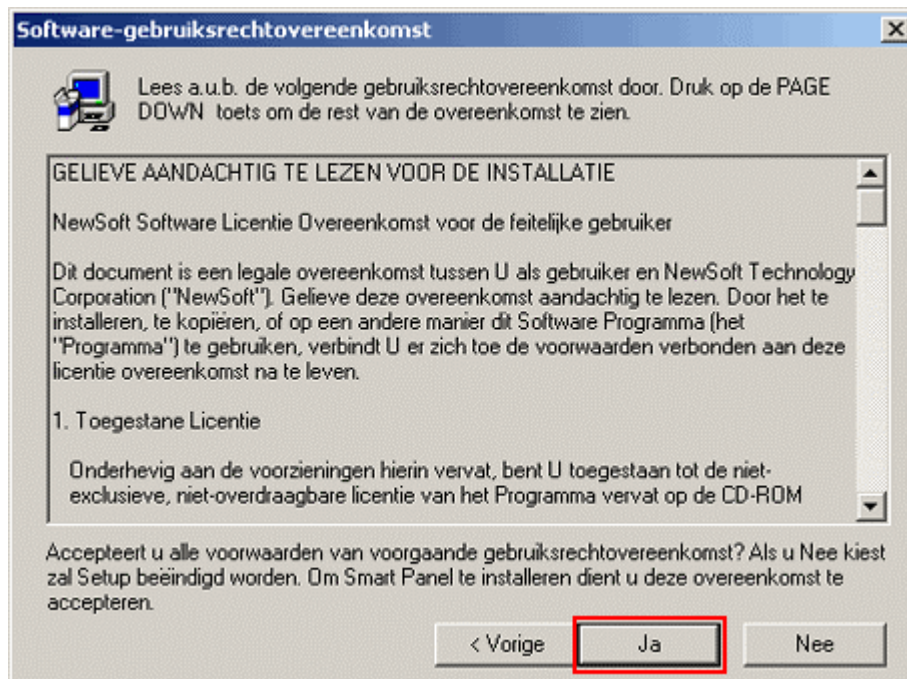 Software-gebruiksrechtovereenkomst
Lees a.u.b. de volgende gebruiksrechtovereenkomst door. Druk op de PAGE
DOWN toets om de rest van de overeenkomst te zien.
GELIEVE AANDACHTIG TE LEZEN VOOR DE INSTALLATIE
NewSoft Software Licentie Overeenkomst voor de feitelijke gebruiker
Dit document is een legale overeenkomst tussen U als gebruiker en NewSoft Technology
Corporation ("NewSoft"). Gelieve deze overeenkomst aandachtig te lezen. Door het te
installeren, te kopiëren, of op een andere manier dit Software Programma (het
"Programma") te gebruiken, verbindt U er zich toe de voorwaarden verbonden aan deze
licentie overeenkomst na te leven.
1. Toegestane Licentie
Onderhevig aan de voorzieningen hierin vervat, bent U toegestaan tot de niet-
exclusieve, niet-overdraagbare licentie van het Programma vervat op de CD-ROM
Accepteert u alle voorwaarden van voorgaande gebruiksrechtovereenkomst? Als u Nee kiest
zal Setup beëindigd worden. Om Smart Panel te installeren dient u deze overeenkomst te
accepteren.
< Vorige
Ja
Nee